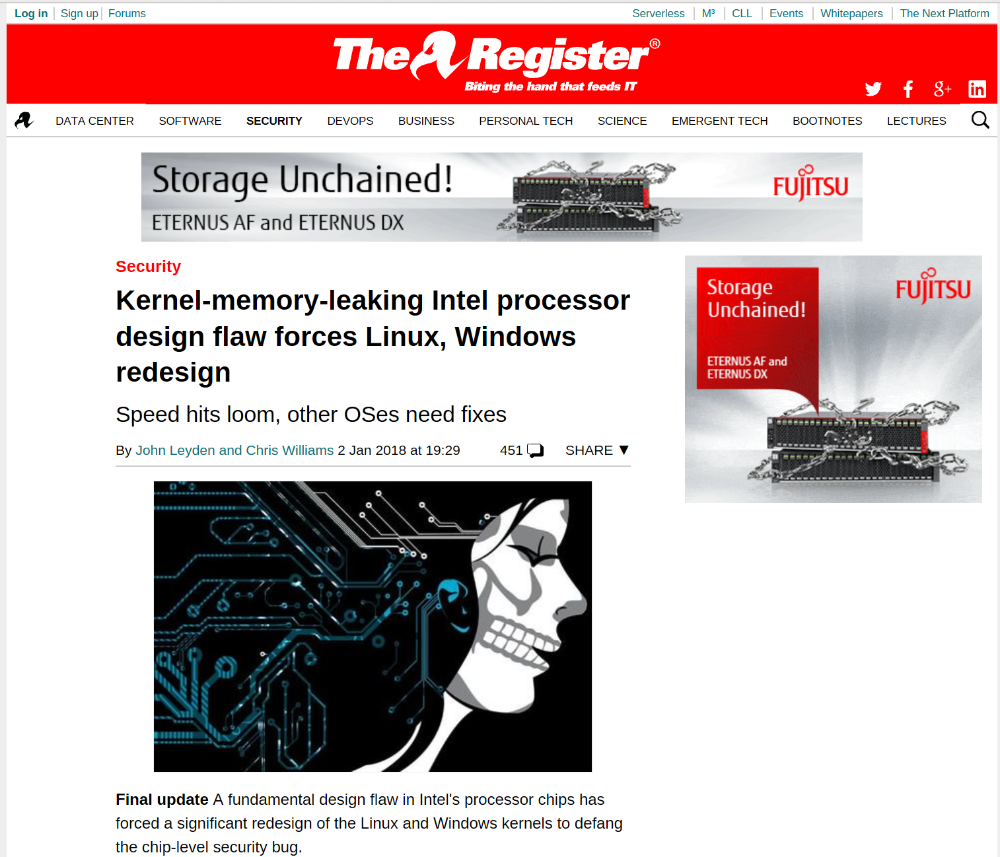 Log in Sign up Forums Serverless M³ CLL Events Whitepapers The Next Platform
The Register®
Biting the hand that feeds IT
g+ in
DATA CENTER SOFTWARE SECURITY DEVOPS BUSINESS PERSONAL TECH SCIENCE EMERGENT TECH BOOTNOTES LECTURES
Storage Unchained!
ETERNUS AF and ETERNUS DX
FUJITSU
Security
Kernel-memory-leaking Intel processor
design flaw forces Linux, Windows
redesign
Speed hits loom, other OSes need fixes
By John Leyden and Chris Williams 2 Jan 2018 at 19:29 451 SHARE ▼
Storage
Unchained!
FUJITSU
ETERNUS AF and
ETERNUS DX
Final update A fundamental design flaw in Intel's processor chips has
forced a significant redesign of the Linux and Windows kernels to defang
the chip-level security bug.